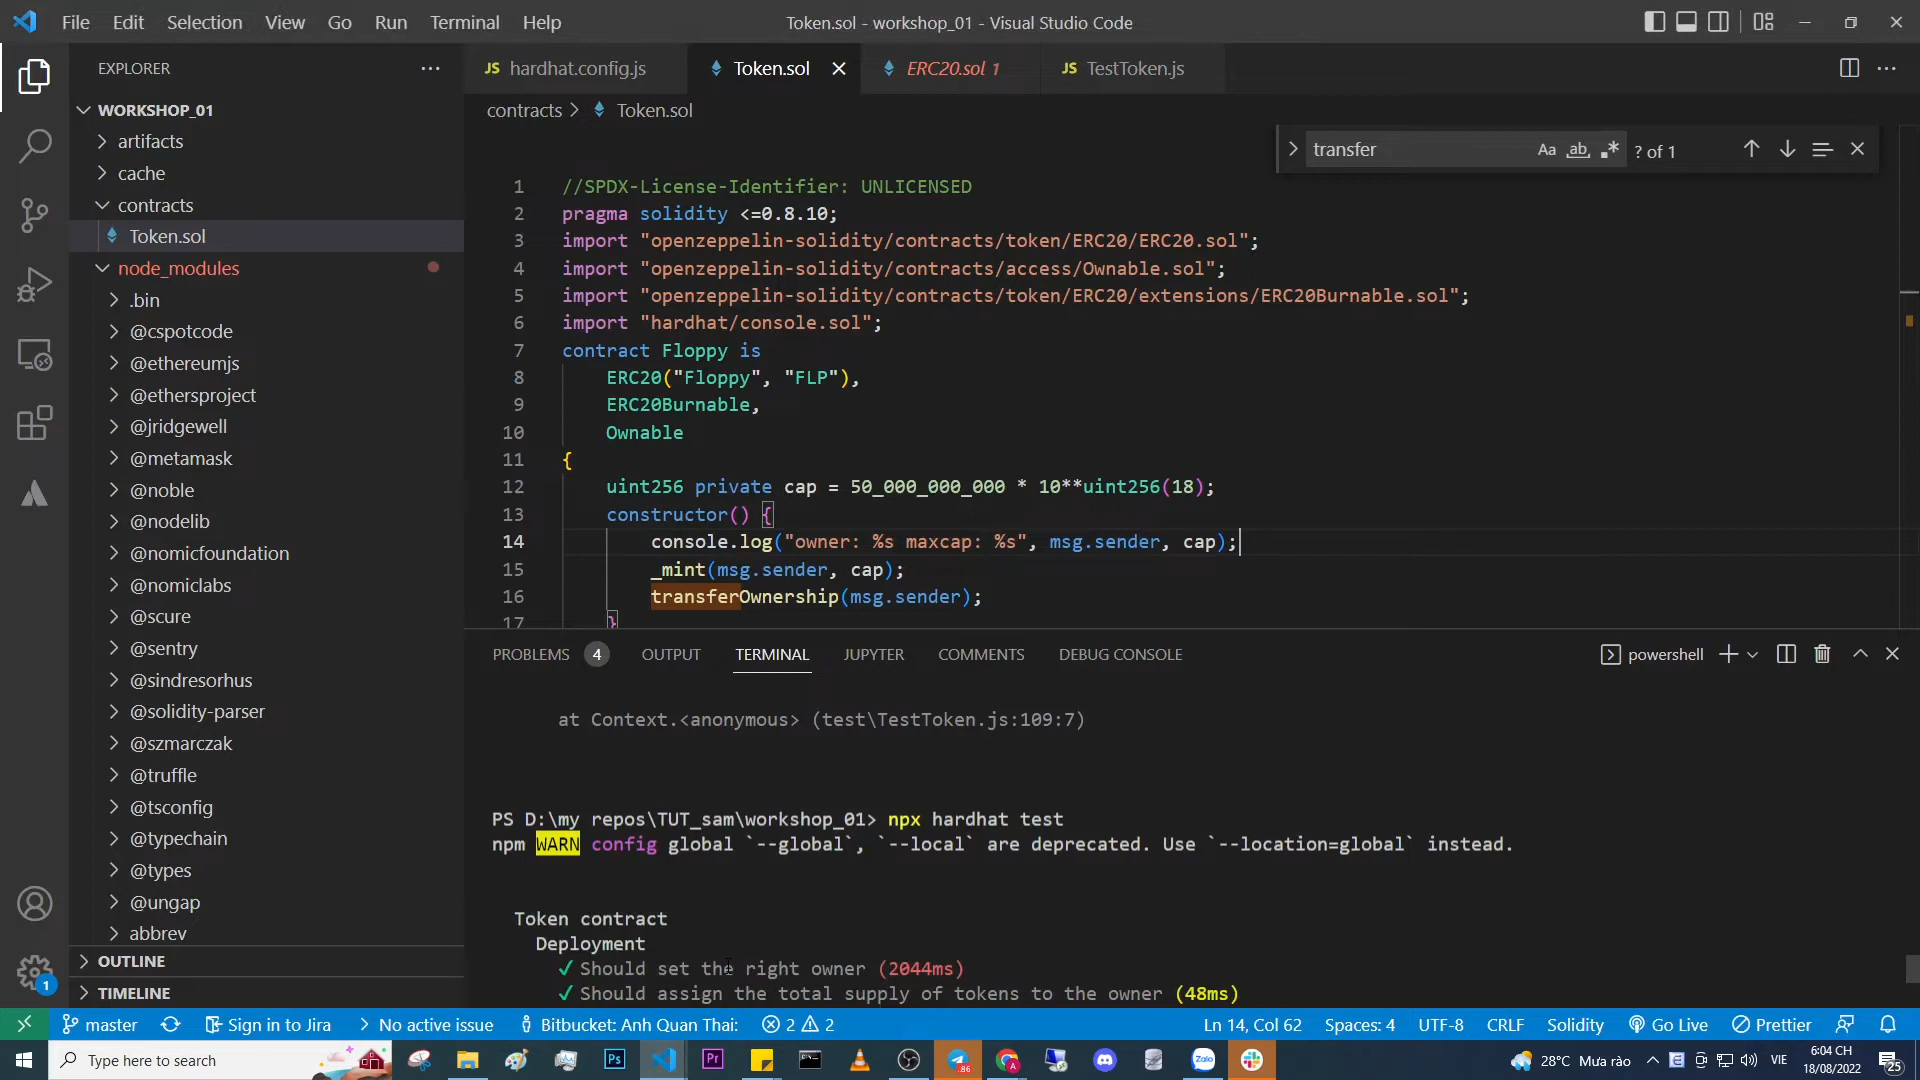 File Edit Selection View Go Run Terminal Help
Token.sol - workshop_01 - Visual Studio Code
EXPLORER
WORKSHOP_01
artifacts
cache
contracts
Token.sol
node_modules
.bin
@cspotcode
@ethereumjs
@ethersproject
@jridgewell
@metamask
@noble
@nodelib
@nomicfoundation
@nomiclabs
@scure
@sentry
@sindresorhus
@solidity-parser
@szmarczak
@truffle
@tsconfig
@typechain
@types
@ungap
abbrev
OUTLINE
TIMELINE
1
JS hardhat.config.js
Token.sol
ERC20.sol 1
JS TestToken.js
contracts > Token.sol
transfer Aa ab .* ? of 1
1 //SPDX-License-Identifier: UNLICENSED
2 pragma solidity <=0.8.10;
3 import "openzeppelin-solidity/contracts/token/ERC20/ERC20.sol";
4 import "openzeppelin-solidity/contracts/access/Ownable.sol";
5 import "openzeppelin-solidity/contracts/token/ERC20/extensions/ERC20Burnable.sol";
6 import "hardhat/console.sol";
7 contract Floppy is
8 ERC20("Floppy", "FLP"),
9 ERC20Burnable,
10 Ownable
11 {
12 uint256 private cap = 50_000_000_000 * 10**uint256(18);
13 constructor() {
14 console.log("owner: %s maxcap: %s", msg.sender, cap);
15 _mint(msg.sender, cap);
16 transferOwnership(msg.sender);
17 }
PROBLEMS 4 OUTPUT TERMINAL JUPYTER COMMENTS DEBUG CONSOLE
powershell
at Context.<anonymous> (test\TestToken.js:109:7)
PS D:\my repos\TUT_sam\workshop_01> npx hardhat test
npm WARN config global `--global`, `--local` are deprecated. Use `--location=global` instead.
Token contract
Deployment
✓ Should set the right owner (2044ms)
✓ Should assign the total supply of tokens to the owner (48ms)
master Sign in to Jira No active issue Bitbucket: Anh Quan Thai: 2 2
Ln 14, Col 62 Spaces: 4 UTF-8 CRLF Solidity Go Live Prettier
Type here to search
Ps
Pr
86
Zalo
28°C Mưa rào
VIE
6:04 CH
18/08/2022
25